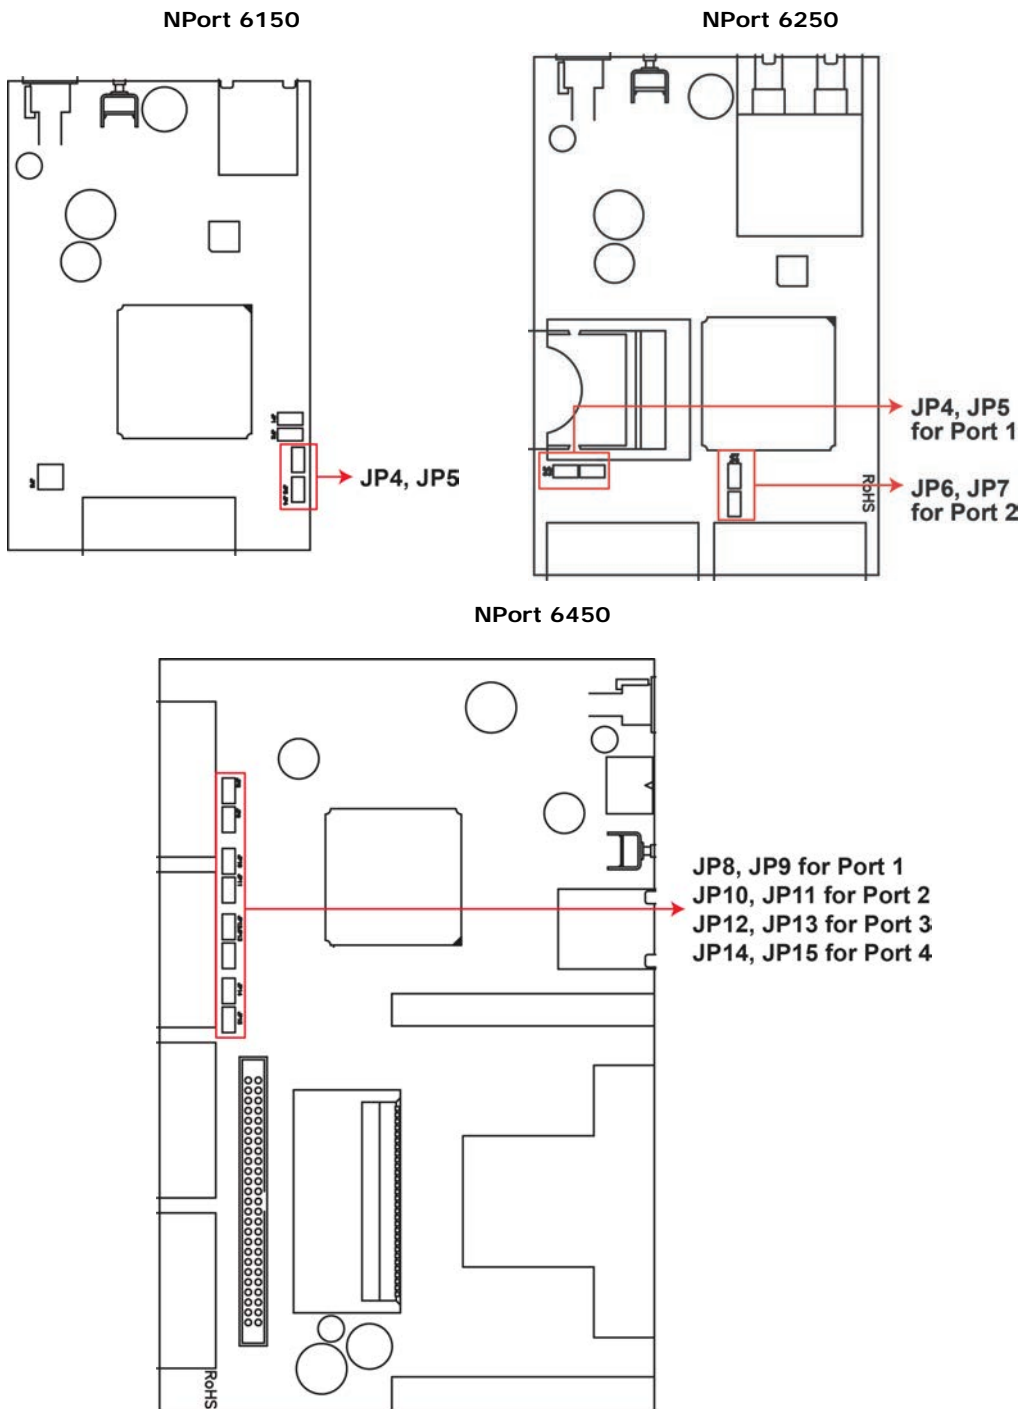 NPort 6150
NPort 6250
JP4, JP5
JP4, JP5
for Port 1
JP6, JP7
for Port 2
RoHS
NPort 6450
JP8, JP9 for Port 1
JP10, JP11 for Port 2
JP12, JP13 for Port 3
JP14, JP15 for Port 4
RoHS